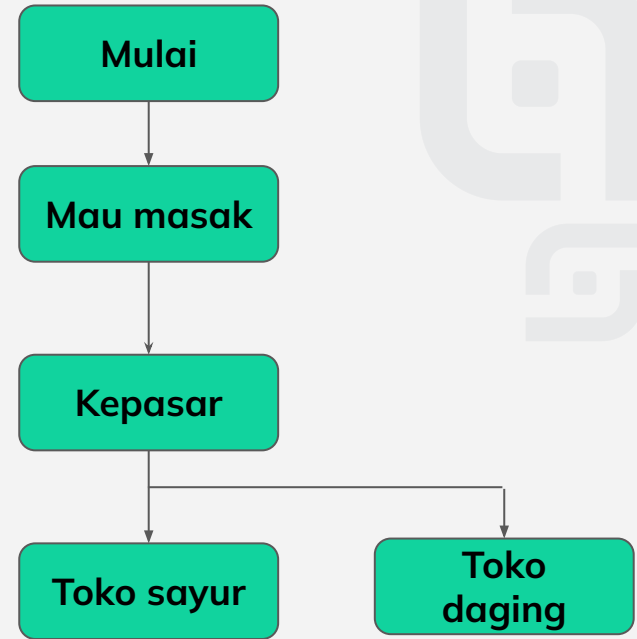 Mulai
Mau masak
Kepasar
Toko sayur
Toko
daging